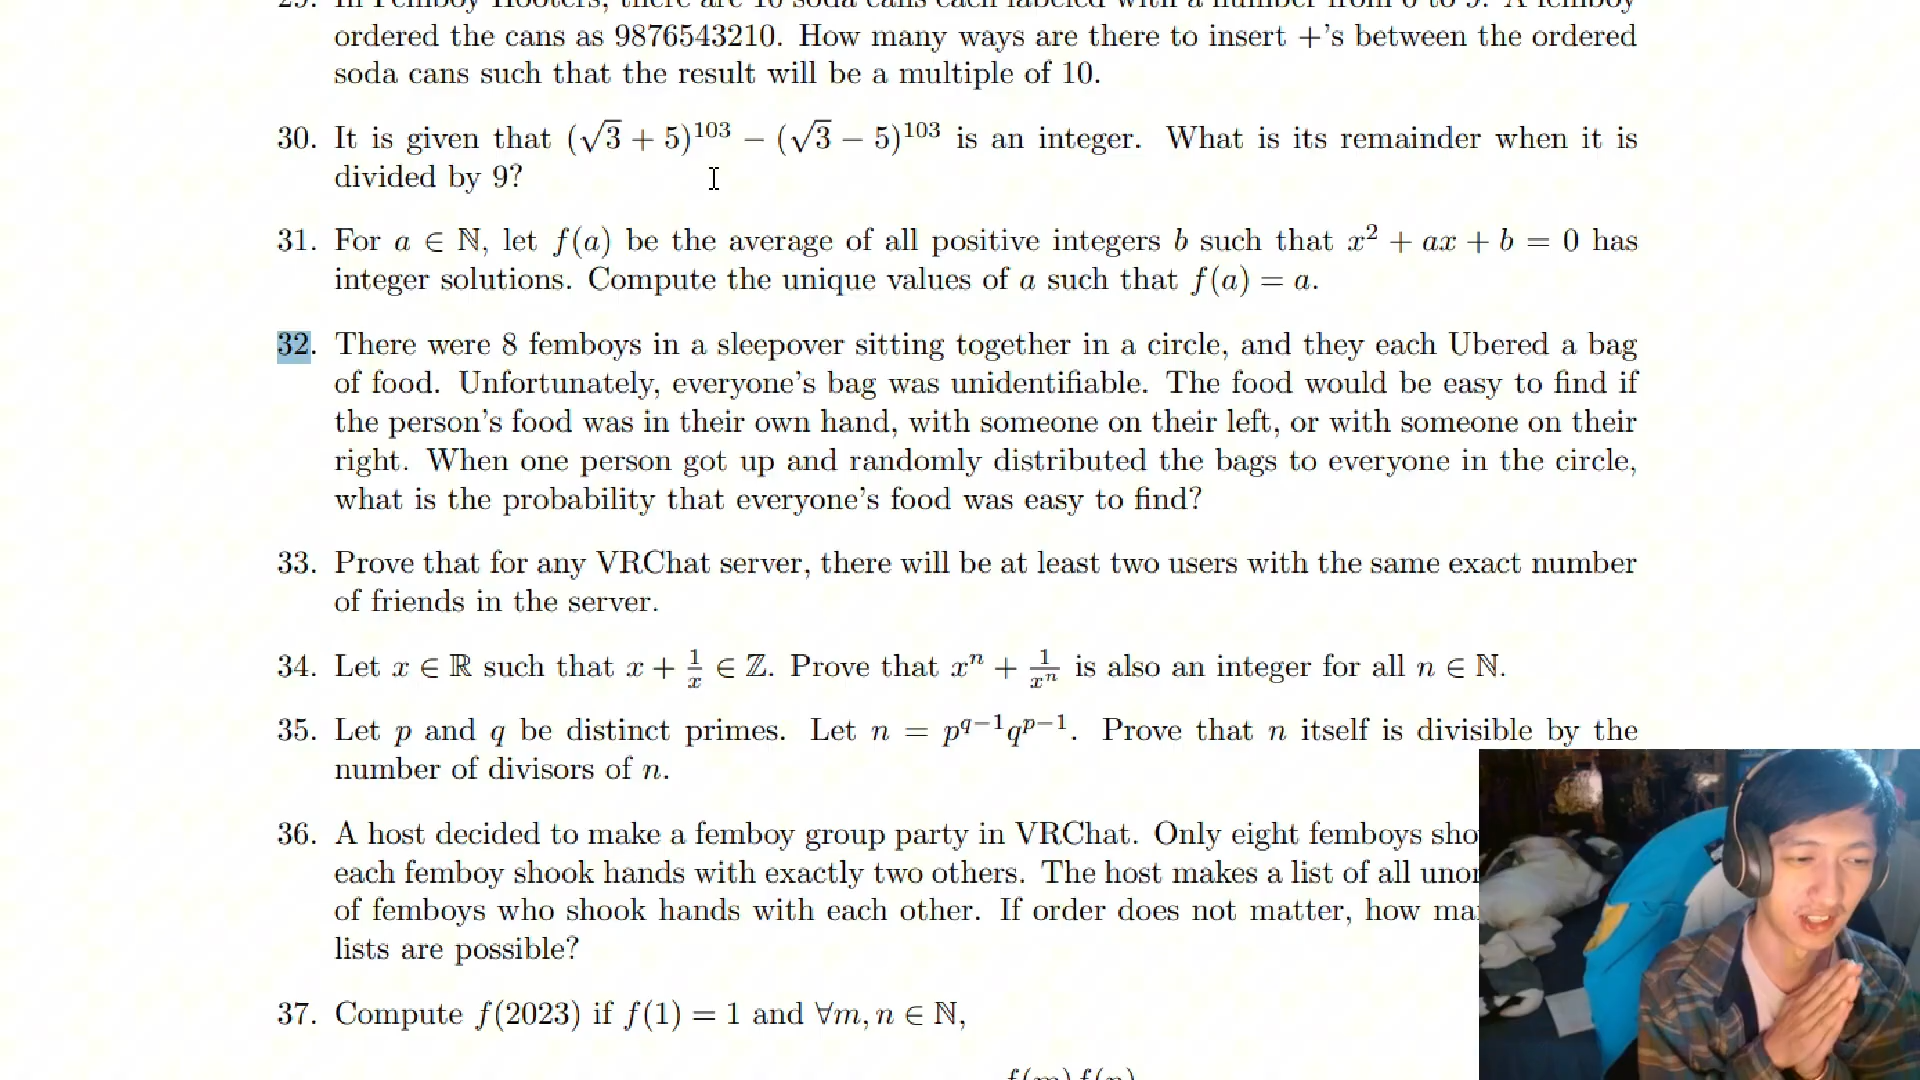 ordered the cans as 9876543210. How many ways are there to insert +'s between the ordered
soda cans such that the result will be a multiple of 10.
30. It is given that (√3 + 5)^103 − (√3 − 5)^103 is an integer. What is its remainder when it is
divided by 9?
31. For a ∈ ℕ, let f(a) be the average of all positive integers b such that x² + ax + b = 0 has
integer solutions. Compute the unique values of a such that f(a) = a.
32. There were 8 femboys in a sleepover sitting together in a circle, and they each Ubered a bag
of food. Unfortunately, everyone's bag was unidentifiable. The food would be easy to find if
the person's food was in their own hand, with someone on their left, or with someone on their
right. When one person got up and randomly distributed the bags to everyone in the circle,
what is the probability that everyone's food was easy to find?
33. Prove that for any VRChat server, there will be at least two users with the same exact number
of friends in the server.
34. Let x ∈ ℝ such that x + 1/x ∈ ℤ. Prove that x^n + 1/x^n is also an integer for all n ∈ ℕ.
35. Let p and q be distinct primes. Let n = p^(q−1)q^(p−1). Prove that n itself is divisible by the
number of divisors of n.
36. A host decided to make a femboy group party in VRChat. Only eight femboys sho
each femboy shook hands with exactly two others. The host makes a list of all unor
of femboys who shook hands with each other. If order does not matter, how ma
lists are possible?
37. Compute f(2023) if f(1) = 1 and ∀m, n ∈ ℕ,